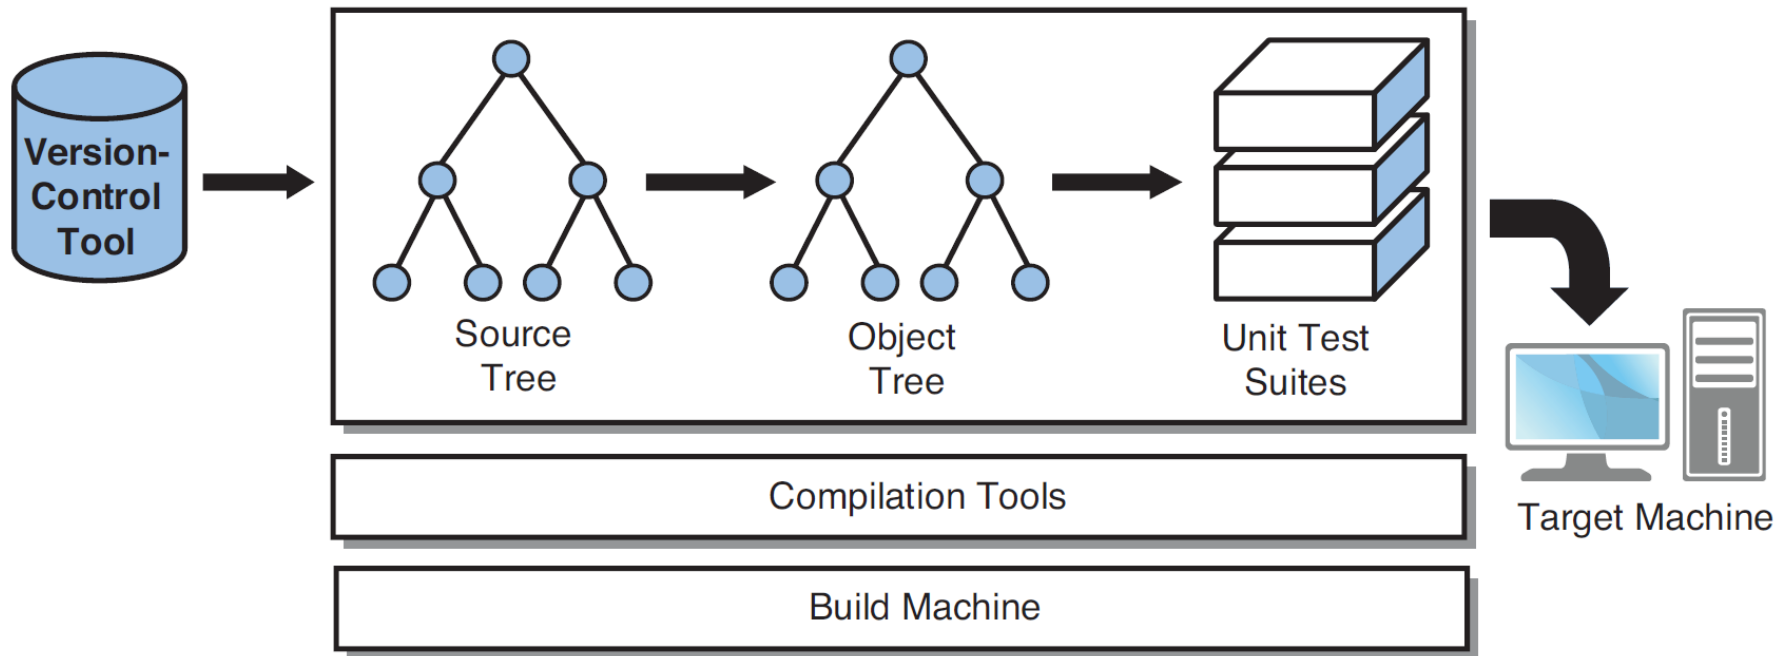 Version-
Control
Tool
Source
Tree
Object
Tree
Unit Test
Suites
Compilation Tools
Build Machine
Target Machine